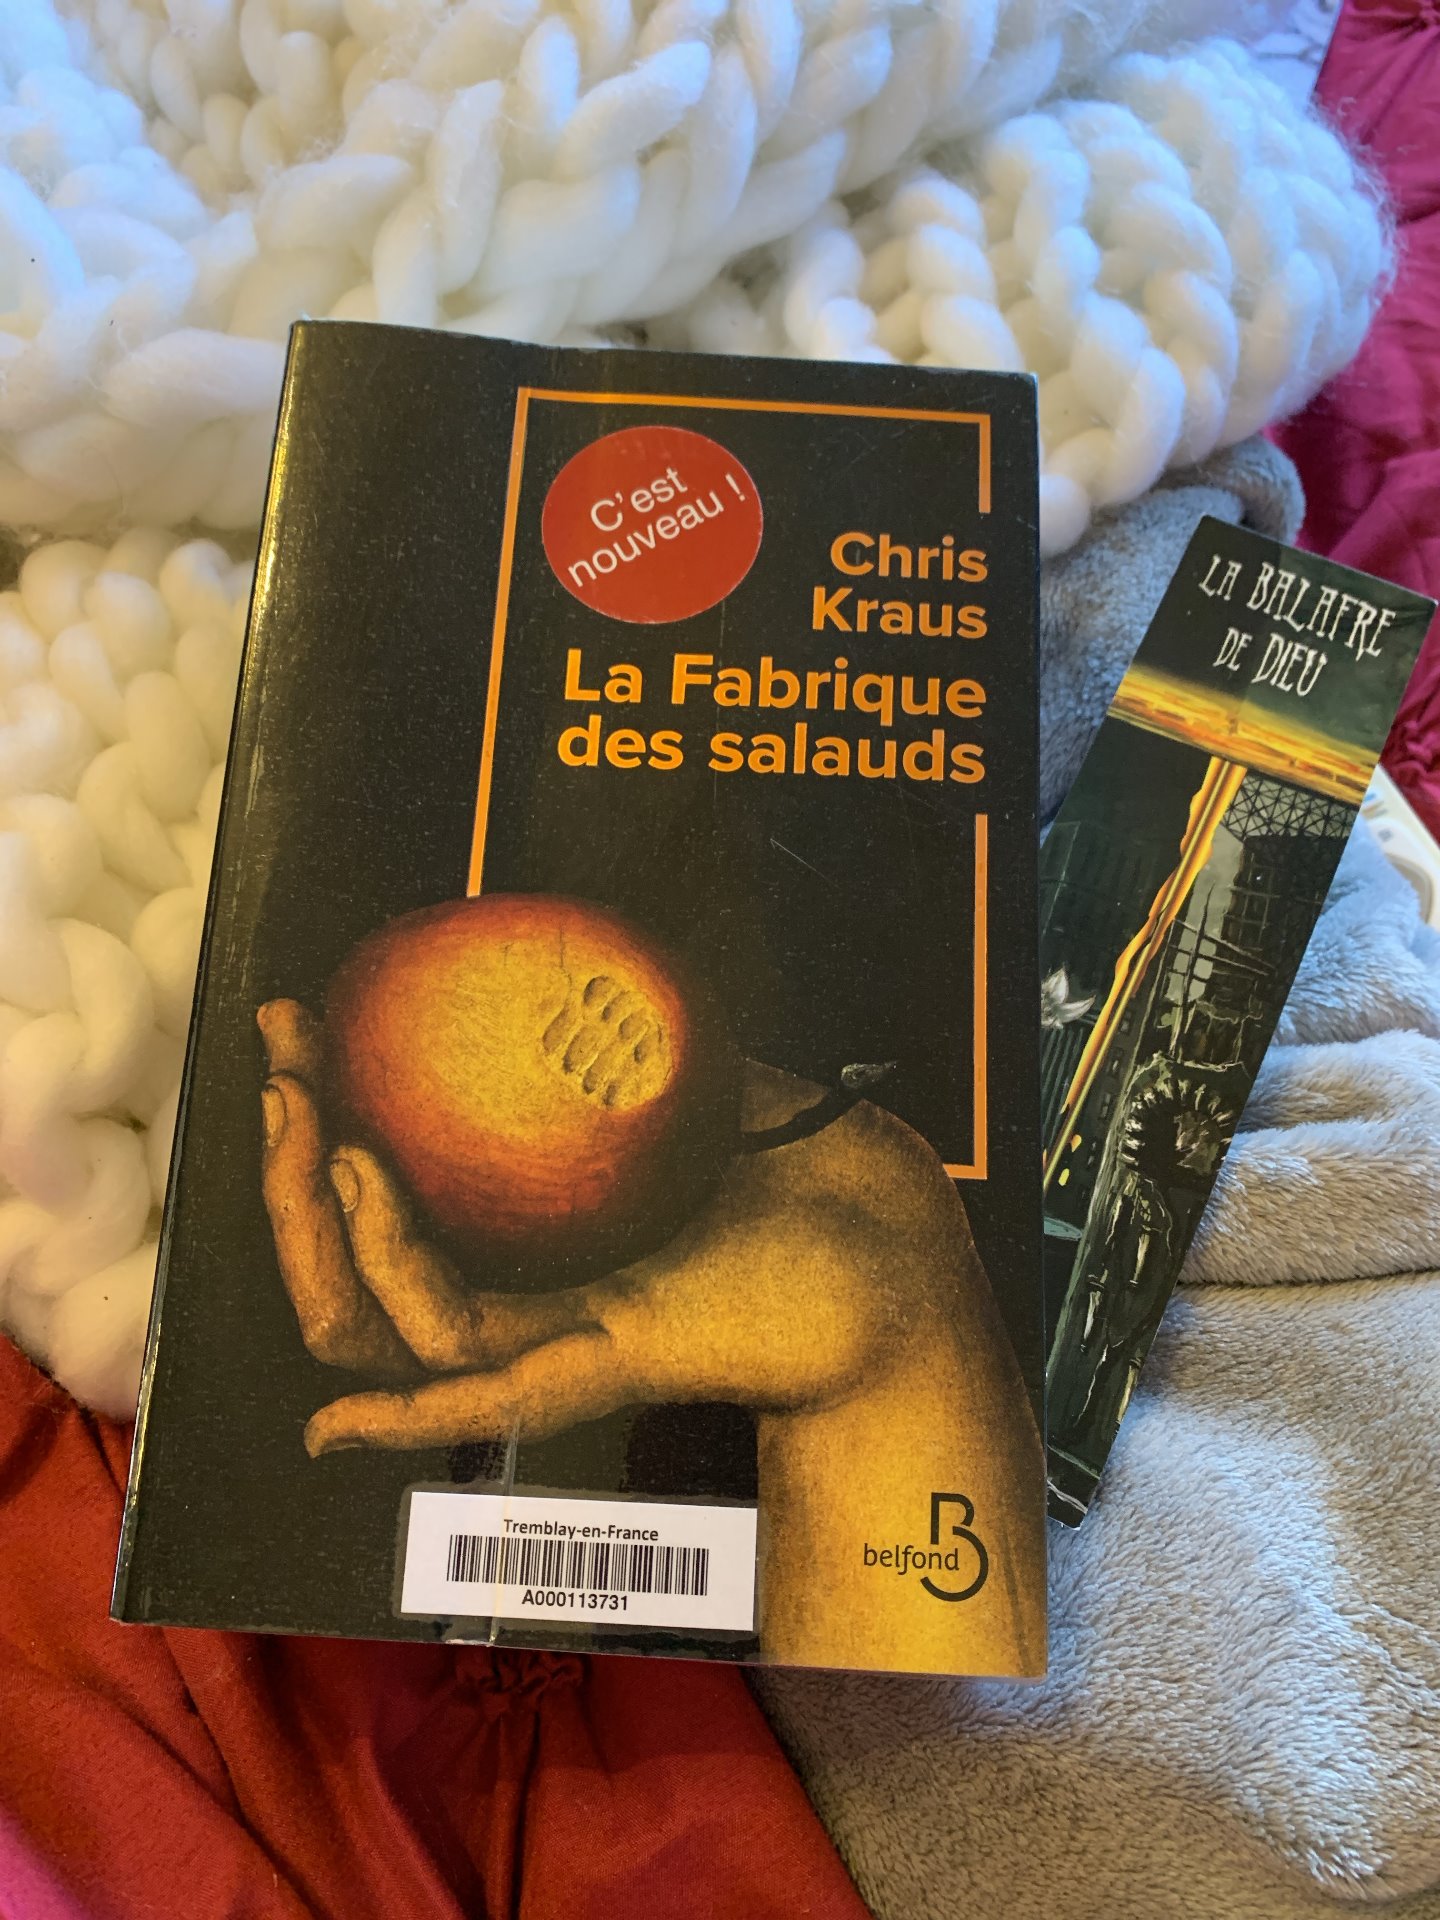 C'est
nouveau !
Chris
Kraus
La Fabrique
des salauds
Tremblay-en-France
A000113731
belfond
LA BALAFRE
DE DIEU